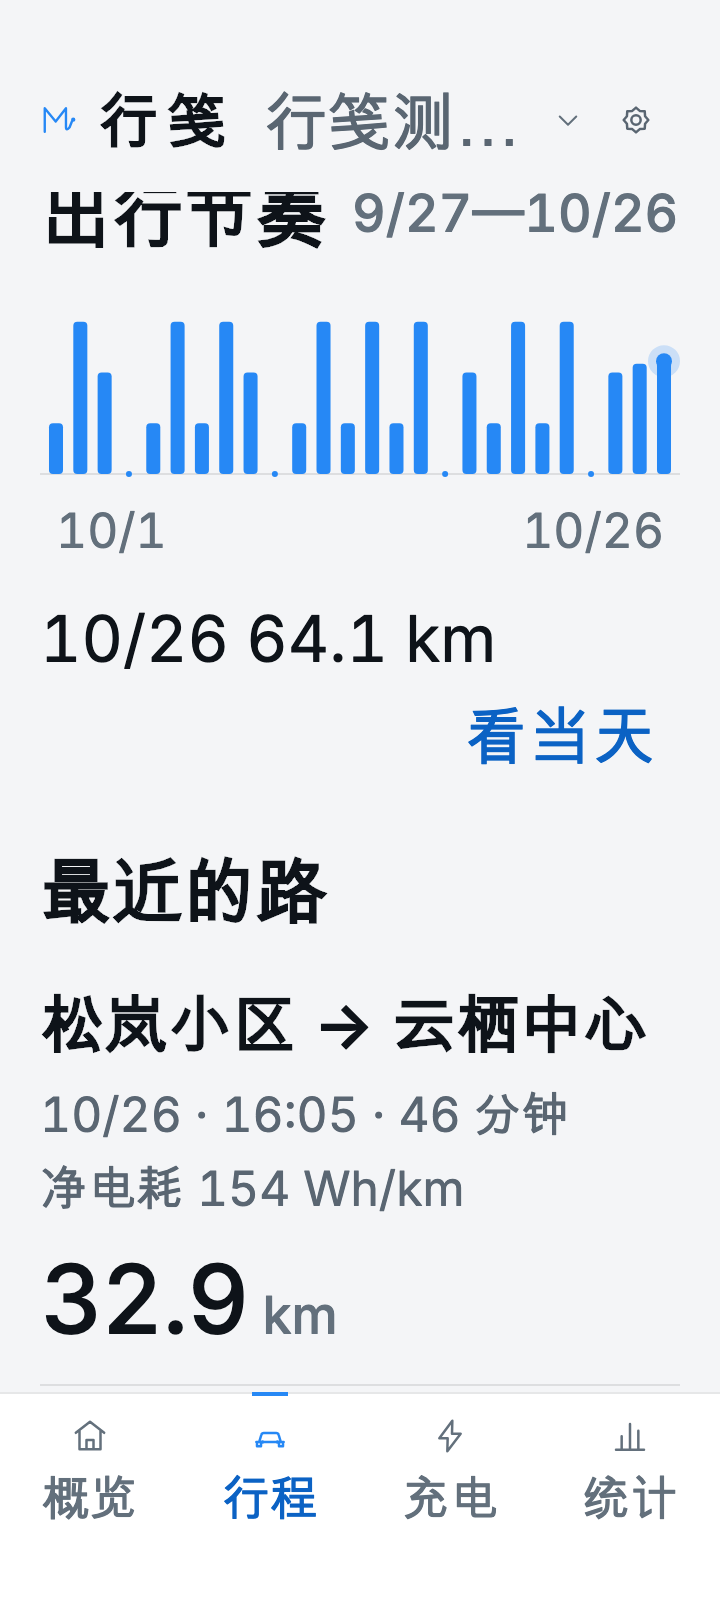 行笺 行笺测…
出行节奏 9/27—10/26
10/1 10/26
10/26 64.1 km
看当天
最近的路
松岚小区 → 云栖中心
10/26 · 16:05 · 46 分钟
净电耗 154 Wh/km
32.9 km
概览 行程 充电 统计